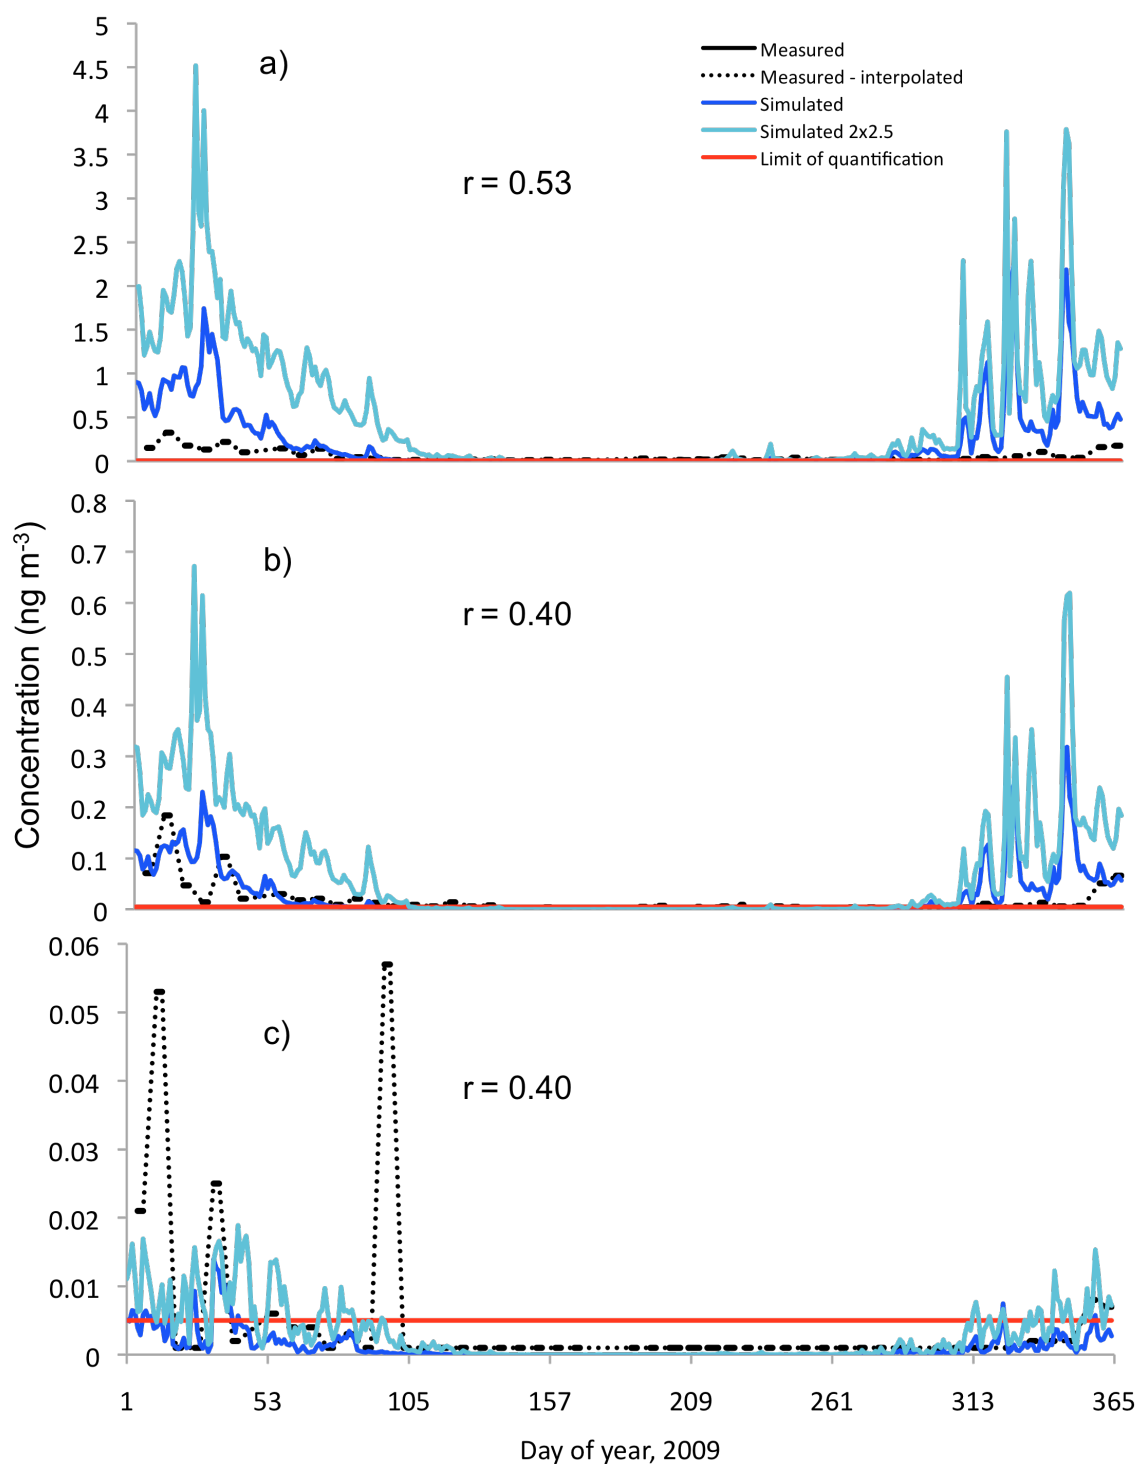 5
4.5
4
3.5
3
2.5
2
1.5
1
0.5
0
a)
r = 0.53
Measured
Measured - interpolated
Simulated
Simulated 2x2.5
Limit of quantification
Concentration (ng m-3)
0.8
0.7
0.6
0.5
0.4
0.3
0.2
0.1
0
b)
r = 0.40
0.06
0.05
0.04
0.03
0.02
0.01
0
c)
r = 0.40
1 53 105 157 209 261 313 365
Day of year, 2009